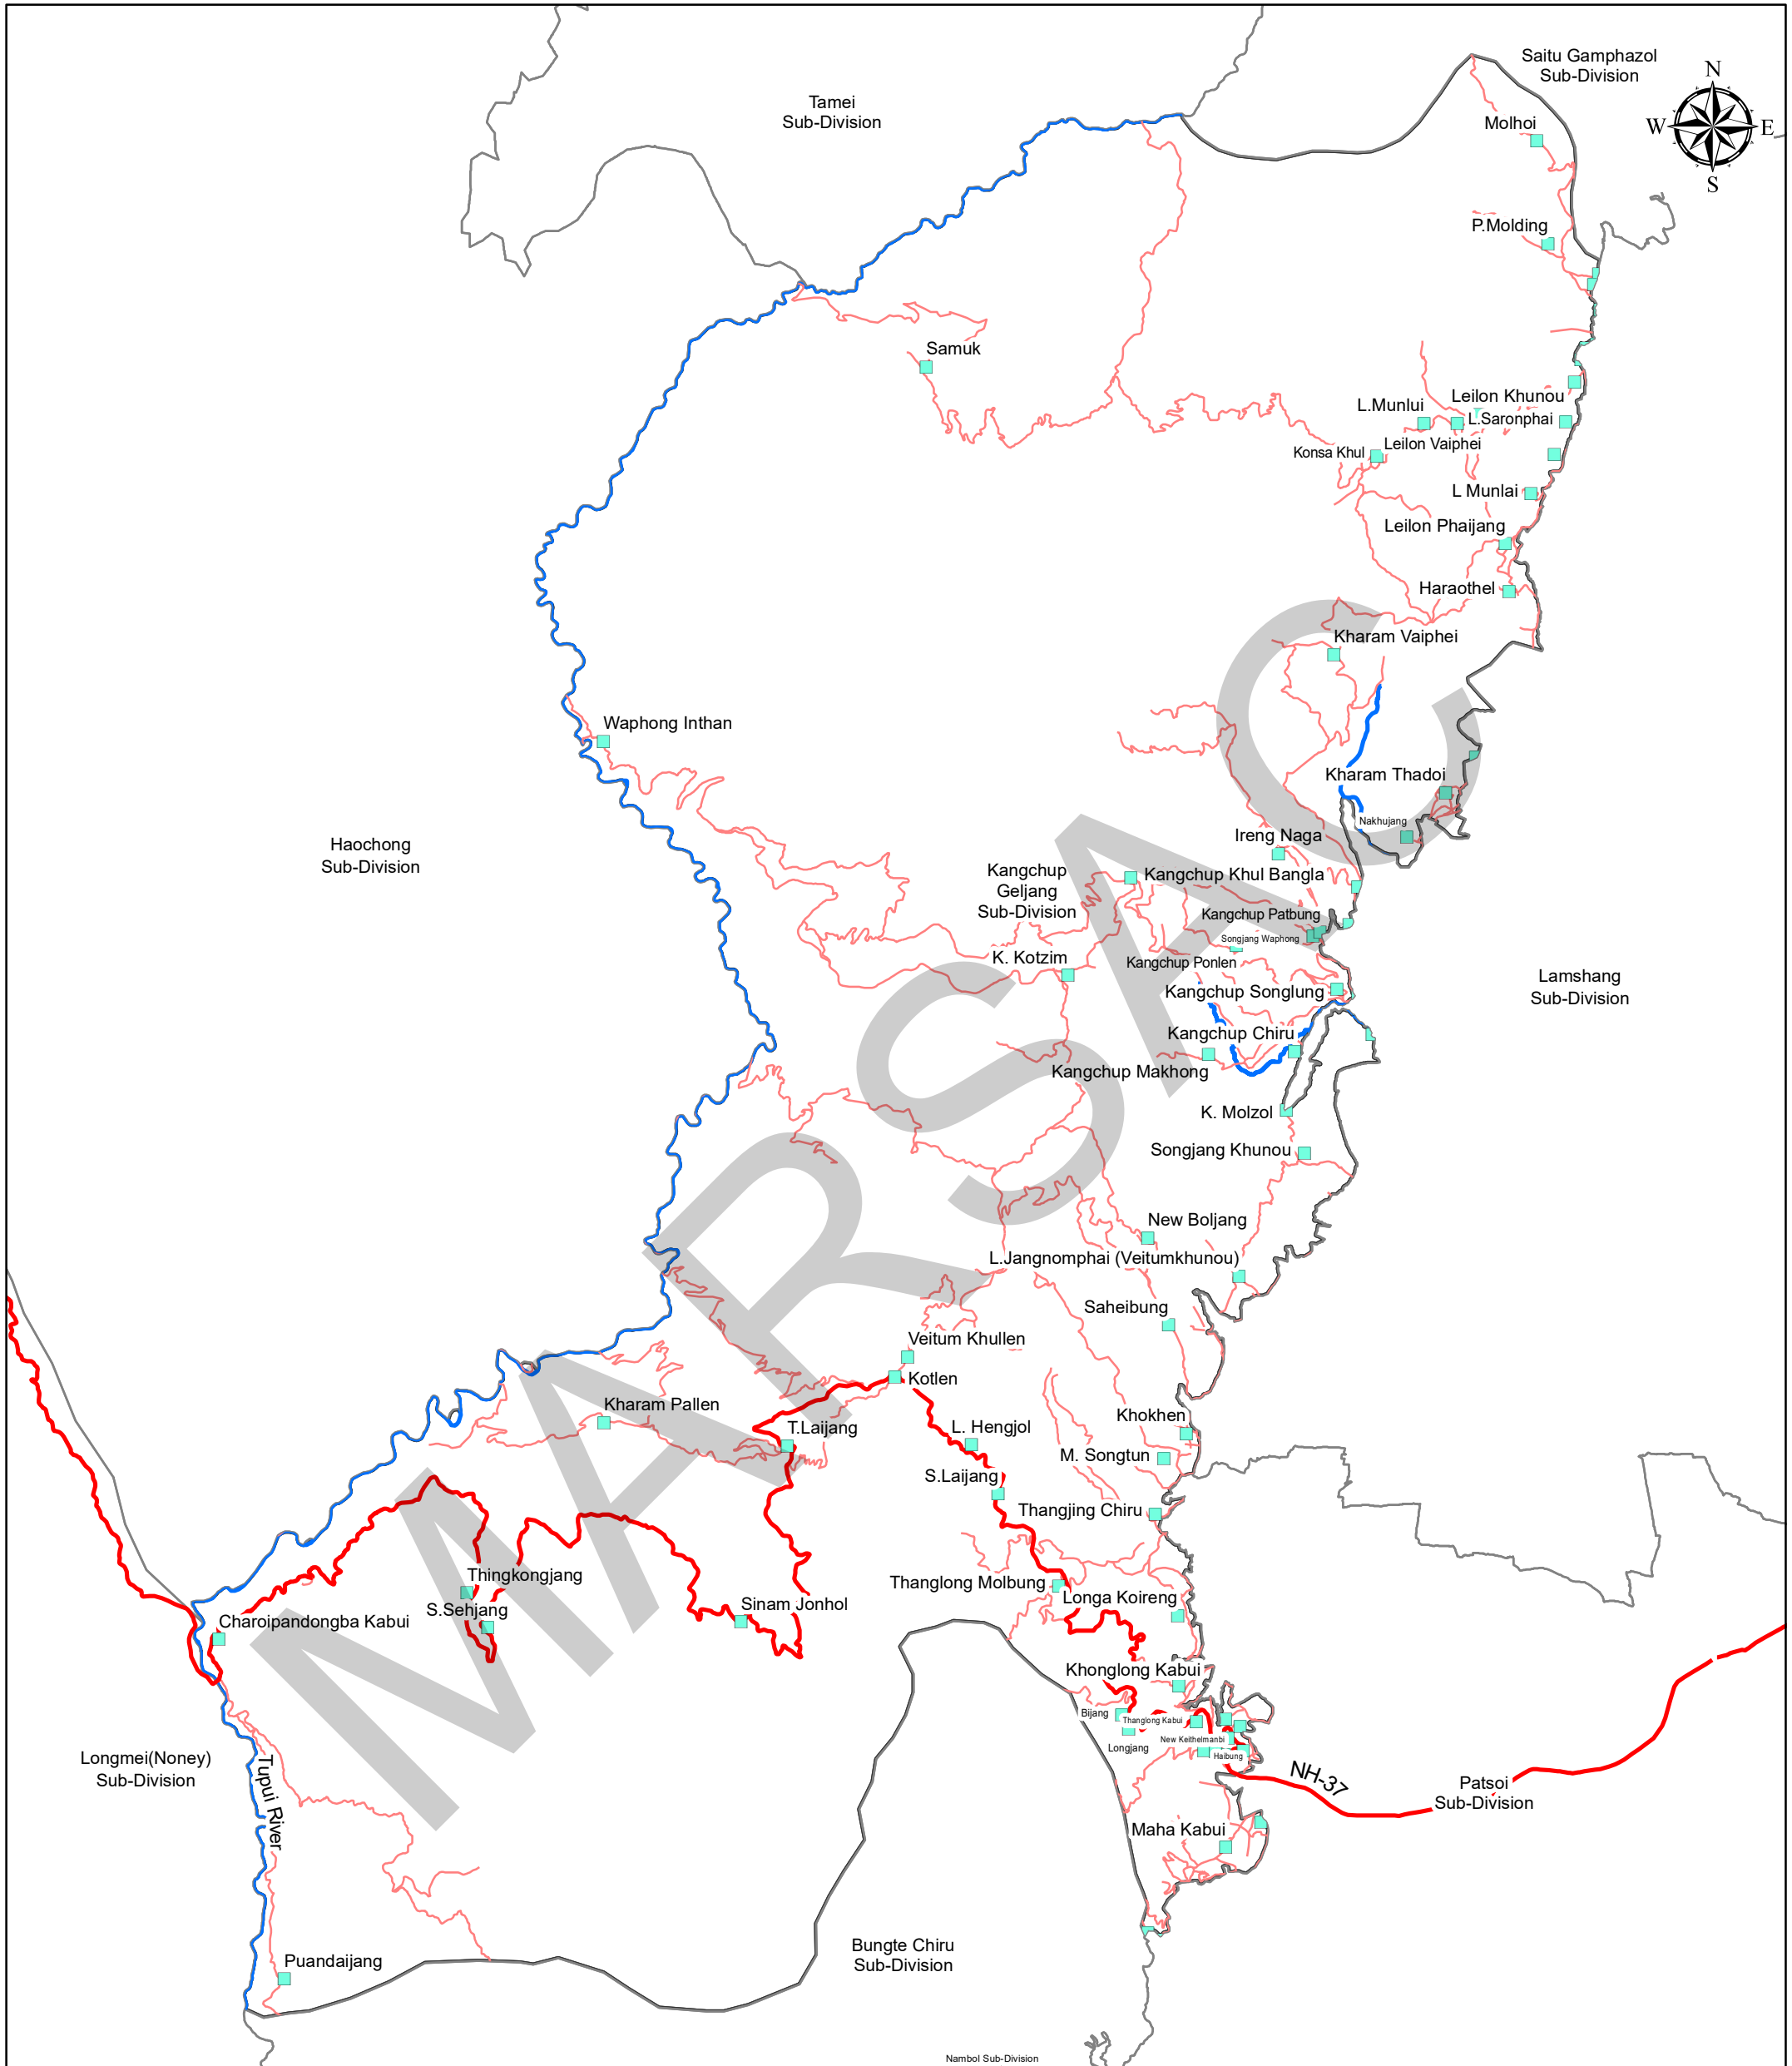 Saitu Gamphazol
Sub-Division
N
W
E
S
Tamei
Sub-Division
Molhoi
P.Molding
Samuk
Leilon Khunou
L.Munlui
L.Saronphai
Leilon Vaiphei
Konsa Khul
L Munlai
Leilon Phaijang
Haraothel
Kharam Vaiphei
Waphong Inthan
Kharam Thadoi
Nakhujang
Ireng Naga
Haochong
Sub-Division
Kangchup
Geljang
Sub-Division
Kangchup Khul Bangla
Kangchup Patbung
Songjang Waphong
K. Kotzim
Kangchup Ponlen
Lamshang
Sub-Division
Kangchup Songlung
Kangchup Chiru
Kangchup Makhong
K. Molzol
Songjang Khunou
New Boljang
L.Jangnomphai (Veitumkhunou)
Saheibung
Veitum Khullen
Kotlen
Kharam Pallen
T.Laijang
L. Hengjol
Khokhen
M. Songtun
S.Laijang
Thangjing Chiru
Thingkongjang
Thanglong Molbung
Longa Koireng
S.Sehjang
Sinam Jonhol
Charoipandongba Kabui
Khonglong Kabui
Bijang
Thanglong Kabui
New Keithelmanbi
Longjang
Haibung
Longmei(Noney)
Sub-Division
Tupui River
NH-37
Patsoi
Sub-Division
Maha Kabui
Bungte Chiru
Sub-Division
Puandaijang
Nambol Sub-Division
MARSAC